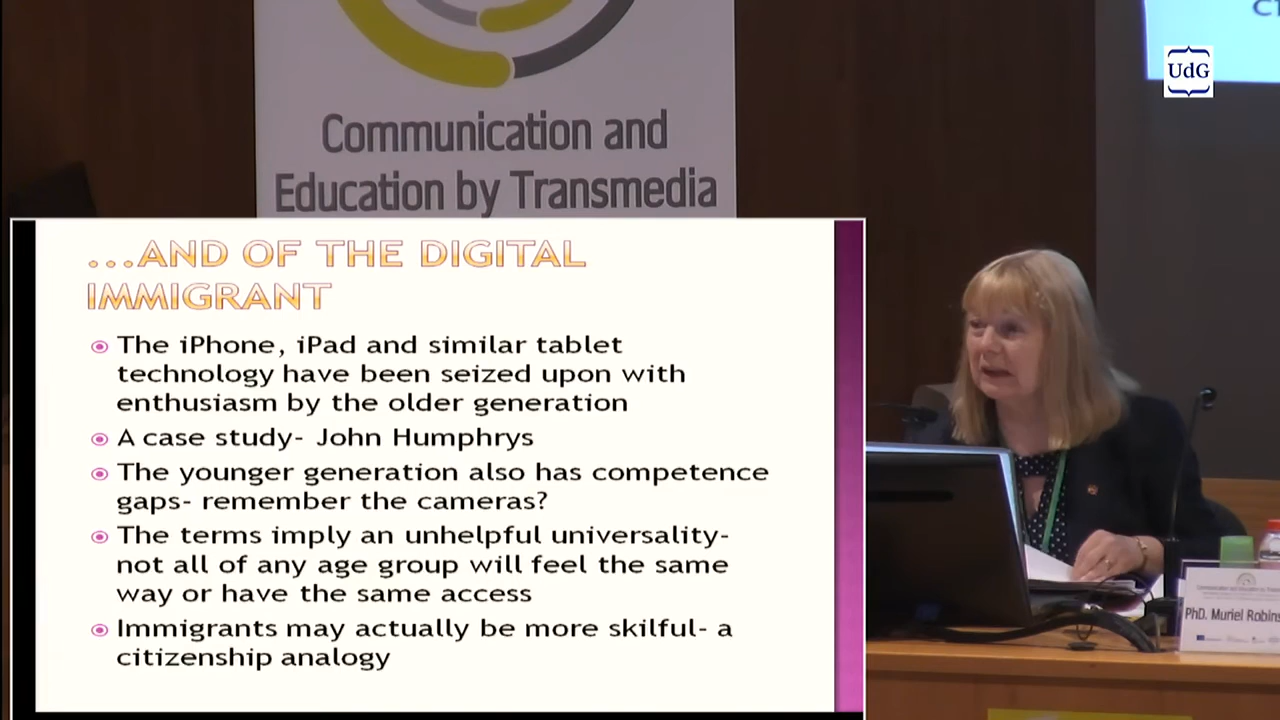 UdG
Communication and
Education by Transmedia
...AND OF THE DIGITAL
IMMIGRANT
The iPhone, iPad and similar tablet
technology have been seized upon with
enthusiasm by the older generation
A case study- John Humphrys
The younger generation also has competence
gaps- remember the cameras?
The terms imply an unhelpful universality-
not all of any age group will feel the same
way or have the same access
Immigrants may actually be more skilful- a
citizenship analogy
PhD. Muriel Robins